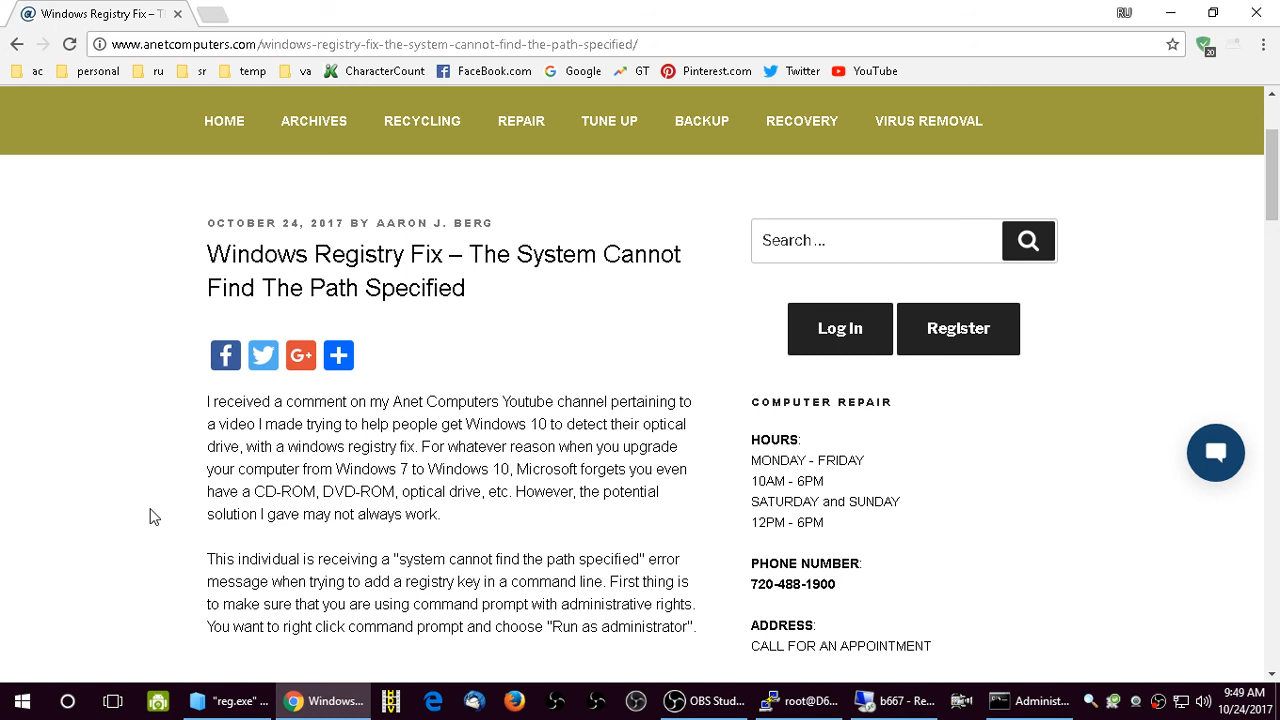 Windows Registry Fix – T
RU
www.anetcomputers.com/windows-registry-fix-the-system-cannot-find-the-path-specified/
20
ac personal ru sr temp va CharacterCount FaceBook.com Google GT Pinterest.com Twitter YouTube
HOME ARCHIVES RECYCLING REPAIR TUNE UP BACKUP RECOVERY VIRUS REMOVAL
OCTOBER 24, 2017 BY AARON J. BERG
Windows Registry Fix – The System Cannot
Find The Path Specified
I received a comment on my Anet Computers Youtube channel pertaining to
a video I made trying to help people get Windows 10 to detect their optical
drive, with a windows registry fix. For whatever reason when you upgrade
your computer from Windows 7 to Windows 10, Microsoft forgets you even
have a CD-ROM, DVD-ROM, optical drive, etc. However, the potential
solution I gave may not always work.
This individual is receiving a "system cannot find the path specified" error
message when trying to add a registry key in a command line. First thing is
to make sure that you are using command prompt with administrative rights.
You want to right click command prompt and choose "Run as administrator".
Search ...
Log In Register
COMPUTER REPAIR
HOURS:
MONDAY - FRIDAY
10AM - 6PM
SATURDAY and SUNDAY
12PM - 6PM
PHONE NUMBER:
720-488-1900
ADDRESS:
CALL FOR AN APPOINTMENT
"reg.exe" ... Windows... OBS Stud... root@D6... b667 - Re... Administ...
9:49 AM
10/24/2017